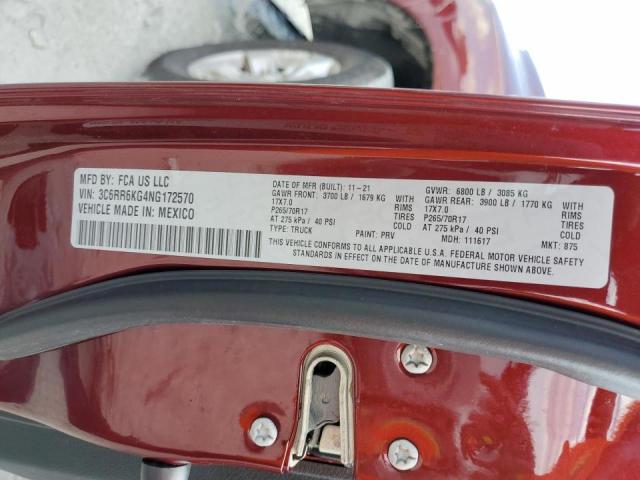 MFD BY: FCA US LLC
VIN: 3C6RR6KG4NG172570
VEHICLE MADE IN: MEXICO
DATE OF MFR (BUILT): 11-21 GVWR: 6800 LB / 3085 KG
GAWR FRONT: 3700 LB / 1679 KG WITH GAWR REAR: 3900 LB / 1770 KG WITH
17X7.0 RIMS 17X7.0 RIMS
P265/70R17 TIRES P265/70R17 TIRES
AT 275 kPa / 40 PSI COLD AT 275 kPa / 40 PSI COLD
TYPE: TRUCK PAINT: PRV MDH: 111617 MKT: 875
THIS VEHICLE CONFORMS TO ALL APPLICABLE U.S.A. FEDERAL MOTOR VEHICLE SAFETY
STANDARDS IN EFFECT ON THE DATE OF MANUFACTURE SHOWN ABOVE.